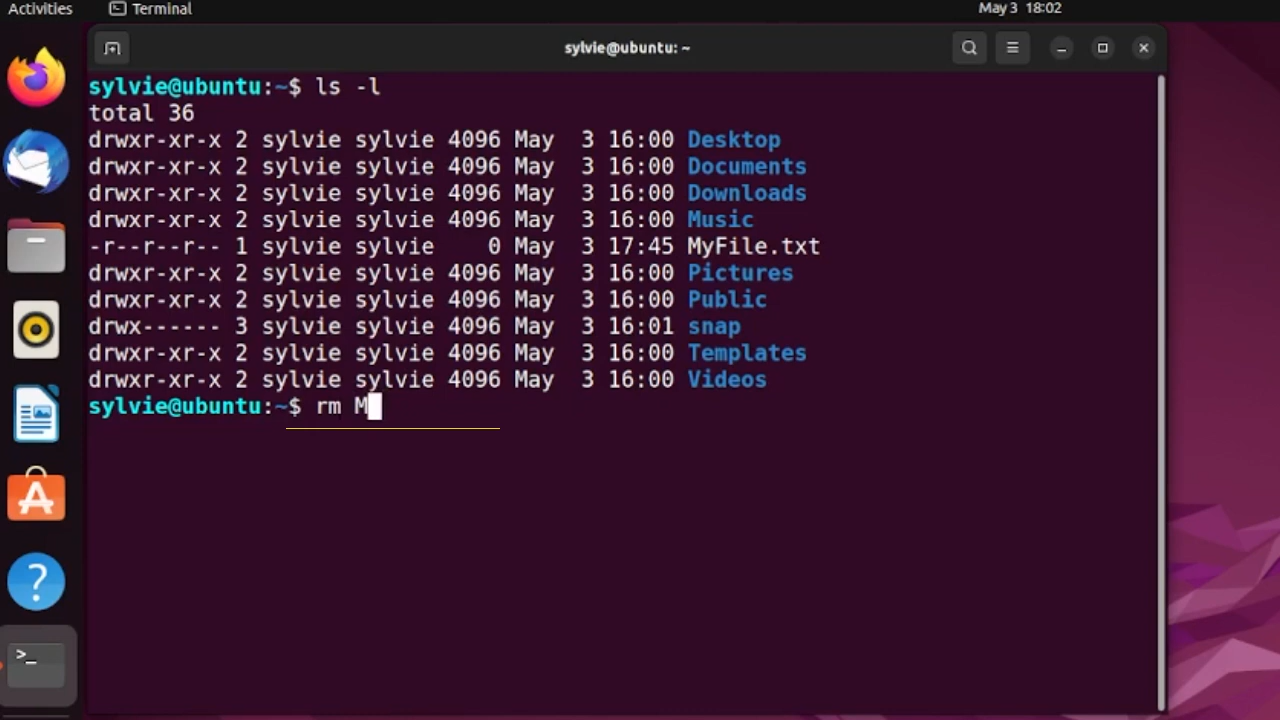 Activities Terminal May 3 18:02
sylvie@ubuntu: ~
sylvie@ubuntu:~$ ls -l
total 36
drwxr-xr-x 2 sylvie sylvie 4096 May  3 16:00 Desktop
drwxr-xr-x 2 sylvie sylvie 4096 May  3 16:00 Documents
drwxr-xr-x 2 sylvie sylvie 4096 May  3 16:00 Downloads
drwxr-xr-x 2 sylvie sylvie 4096 May  3 16:00 Music
-r--r--r-- 1 sylvie sylvie    0 May  3 17:45 MyFile.txt
drwxr-xr-x 2 sylvie sylvie 4096 May  3 16:00 Pictures
drwxr-xr-x 2 sylvie sylvie 4096 May  3 16:00 Public
drwx------ 3 sylvie sylvie 4096 May  3 16:01 snap
drwxr-xr-x 2 sylvie sylvie 4096 May  3 16:00 Templates
drwxr-xr-x 2 sylvie sylvie 4096 May  3 16:00 Videos
sylvie@ubuntu:~$ rm M